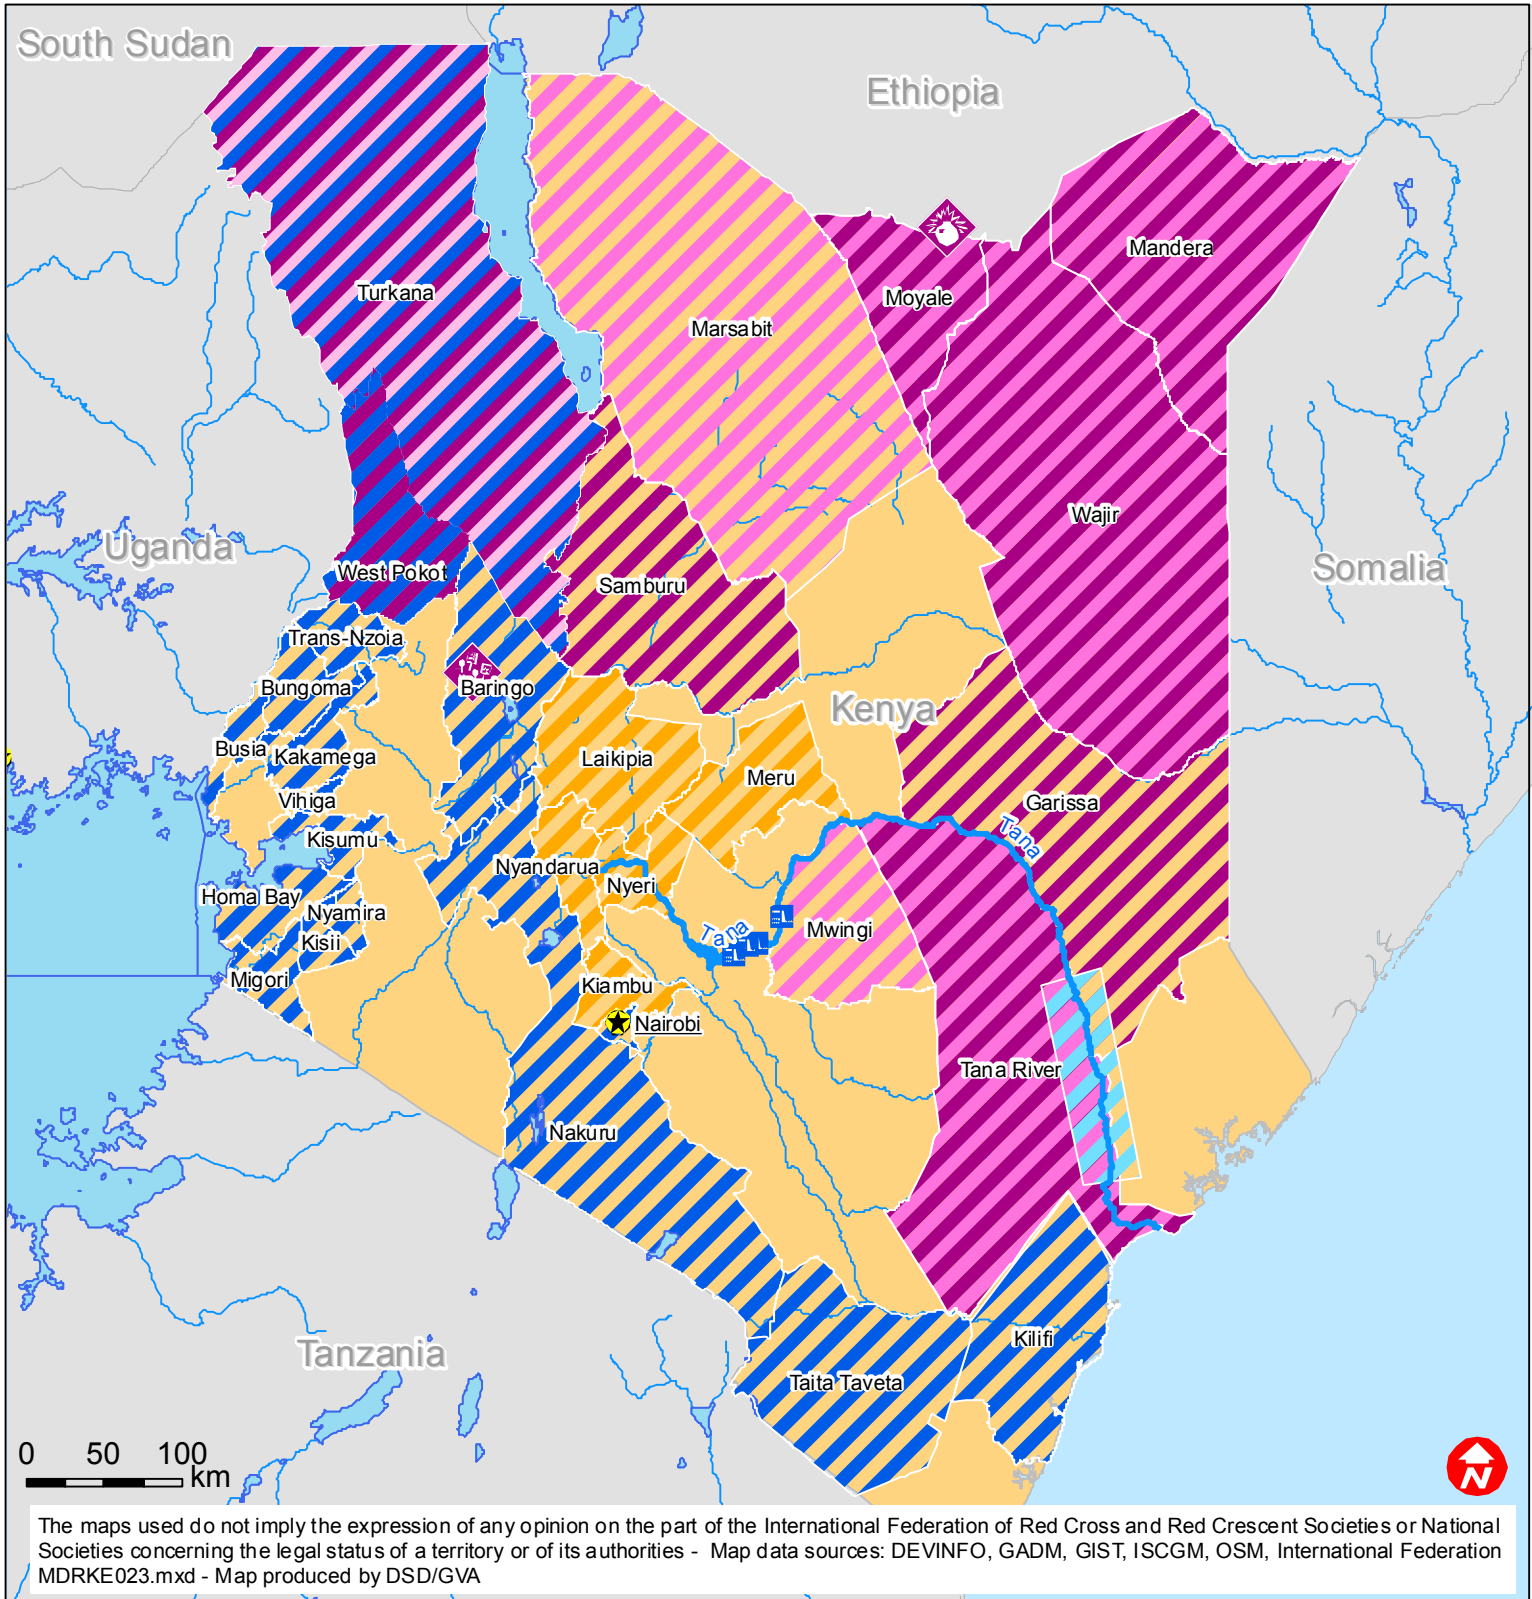 South Sudan
Ethiopia
Mandera
Turkana
Moyale
Marsabit
Wajir
Uganda
Somalia
West Pokot
Samburu
Trans-Nzoia
Bungoma
Baringo
Kenya
Busia
Kakamega
Laikipia
Meru
Vihiga
Garissa
Kisumu
Tana
Nyandarua
Nyeri
Homa Bay
Nyamira
Tana
Mwingi
Kisii
Migori
Kiambu
Nairobi
Tana River
Nakuru
Kilifi
Tanzania
Taita Taveta
0 50 100
km
N
The maps used do not imply the expression of any opinion on the part of the International Federation of Red Cross and Red Crescent Societies or National
Societies concerning the legal status of a territory or of its authorities - Map data sources: DEVINFO, GADM, GIST, ISCGM, OSM, International Federation
MDRKE023.mxd - Map produced by DSD/GVA